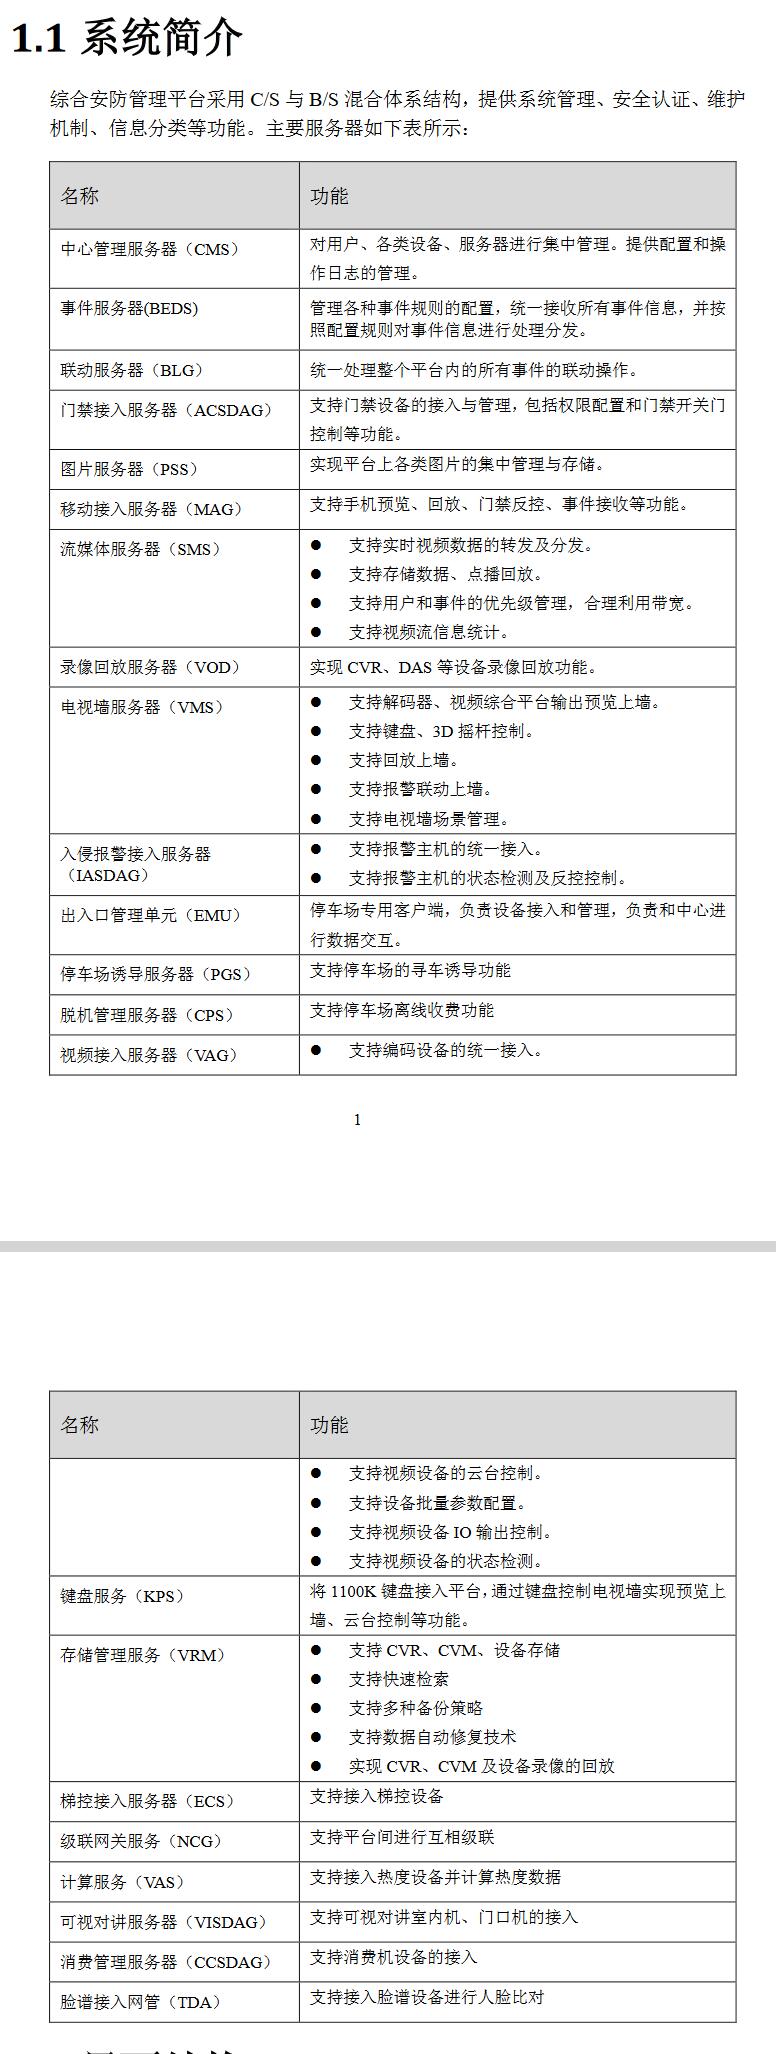 1.1 系统简介
综合安防管理平台采用 C/S 与 B/S 混合体系结构，提供系统管理、安全认证、维护
机制、信息分类等功能。主要服务器如下表所示：
名称 功能
中心管理服务器（CMS） 对用户、各类设备、服务器进行集中管理。提供配置和操
作日志的管理。
事件服务器(BEDS) 管理各种事件规则的配置，统一接收所有事件信息，并按
照配置规则对事件信息进行处理分发。
联动服务器（BLG） 统一处理整个平台内的所有事件的联动操作。
门禁接入服务器（ACSDAG） 支持门禁设备的接入与管理，包括权限配置和门禁开关门
控制等功能。
图片服务器（PSS） 实现平台上各类图片的集中管理与存储。
移动接入服务器（MAG） 支持手机预览、回放、门禁反控、事件接收等功能。
流媒体服务器（SMS） ● 支持实时视频数据的转发及分发。
● 支持存储数据、点播回放。
● 支持用户和事件的优先级管理，合理利用带宽。
● 支持视频流信息统计。
录像回放服务器（VOD） 实现 CVR、DAS 等设备录像回放功能。
电视墙服务器（VMS） ● 支持解码器、视频综合平台输出预览上墙。
● 支持键盘、3D 摇杆控制。
● 支持回放上墙。
● 支持报警联动上墙。
● 支持电视墙场景管理。
入侵报警接入服务器 ● 支持报警主机的统一接入。
（IASDAG） ● 支持报警主机的状态检测及反控控制。
出入口管理单元（EMU） 停车场专用客户端，负责设备接入和管理，负责和中心进
行数据交互。
停车场诱导服务器（PGS） 支持停车场的寻车诱导功能
脱机管理服务器（CPS） 支持停车场离线收费功能
视频接入服务器（VAG） ● 支持编码设备的统一接入。
1
名称 功能
● 支持视频设备的云台控制。
● 支持设备批量参数配置。
● 支持视频设备 IO 输出控制。
● 支持视频设备的状态检测。
键盘服务（KPS） 将 1100K 键盘接入平台，通过键盘控制电视墙实现预览上
墙、云台控制等功能。
存储管理服务（VRM） ● 支持 CVR、CVM、设备存储
● 支持快速检索
● 支持多种备份策略
● 支持数据自动修复技术
● 实现 CVR、CVM 及设备录像的回放
梯控接入服务器（ECS） 支持接入梯控设备
级联网关服务（NCG） 支持平台间进行互相级联
计算服务（VAS） 支持接入热度设备并计算热度数据
可视对讲服务器（VISDAG） 支持可视对讲室内机、门口机的接入
消费管理服务器（CCSDAG） 支持消费机设备的接入
脸谱接入网管（TDA） 支持接入脸谱设备进行人脸比对